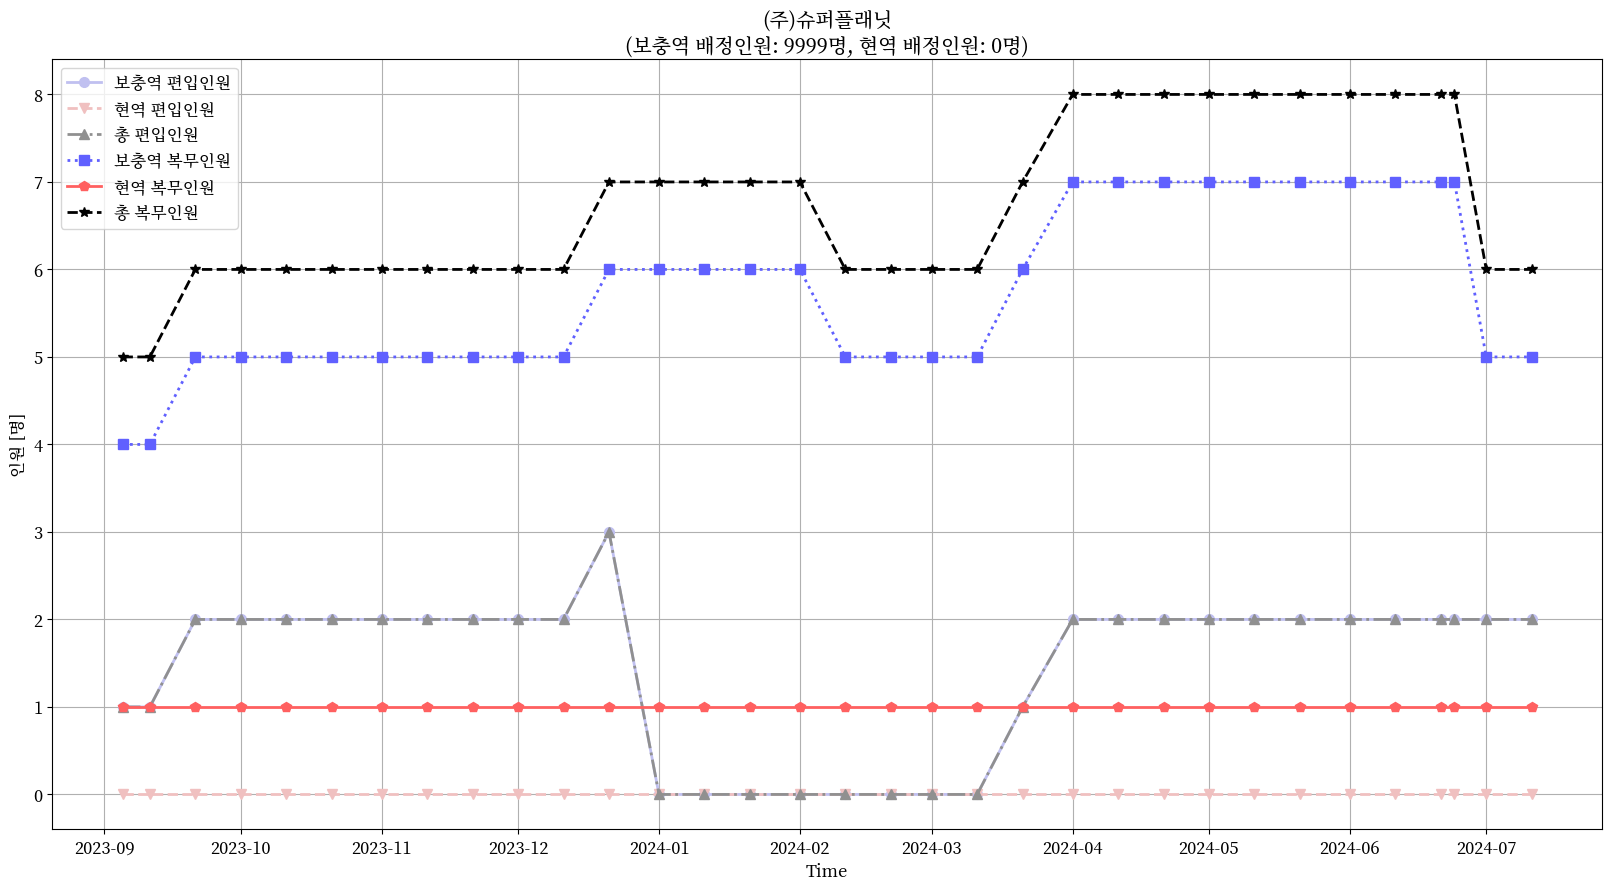 (주)슈퍼플래닛
(보충역 배정인원: 9999명, 현역 배정인원: 0명)
보충역 편입인원
현역 편입인원
총 편입인원
보충역 복무인원
현역 복무인원
총 복무인원
8
7
6
5
4
3
2
1
0
인원 [명]
2023-09 2023-10 2023-11 2023-12 2024-01 2024-02 2024-03 2024-04 2024-05 2024-06 2024-07
Time